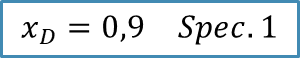 x_D = 0,9 Spec. 1